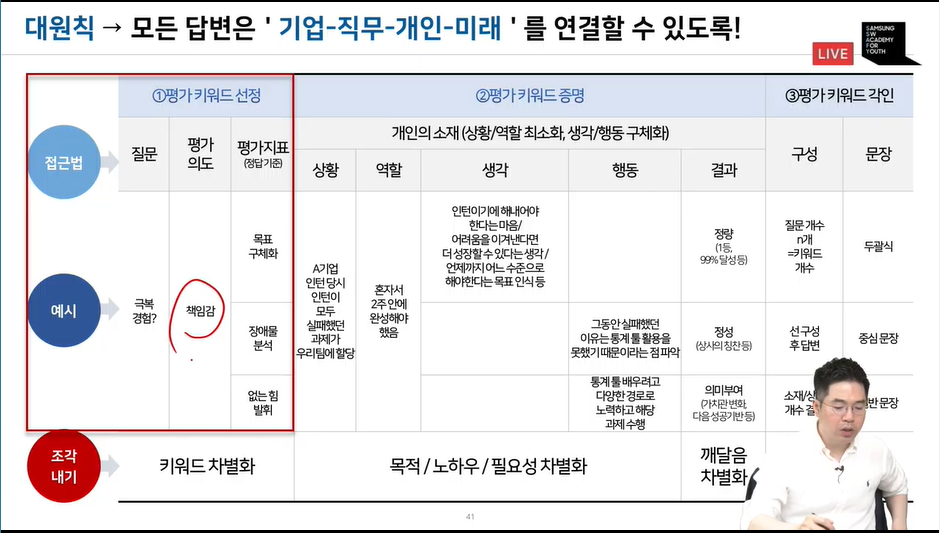 대원칙 → 모든 답변은 ' 기업-직무-개인-미래 ' 를 연결할 수 있도록!
LIVE
SAMSUNG
SW
ACADEMY
FOR
YOUTH
①평가 키워드 선정
②평가 키워드 증명
③평가 키워드 각인
접근법
질문
평가
의도
평가지표
(정답 기준)
개인의 소재 (상황/역할 최소화, 생각/행동 구체화)
상황
역할
생각
행동
결과
구성
문장
예시
극복
경험?
책임감
목표
구체화
장애물
분석
없는 힘
발휘
A기업
인턴 당시
인턴이
모두
실패했던
과제가
우리팀에 할당
혼자서
2주 안에
완성해야
했음
인턴이기에 해내어야
한다는 마음/
어려움을 이겨낸다면
더 성장할 수 있다는 생각 /
언제까지 어느 수준으로
해야한다는 목표 인식 등
그동안 실패했던
이유는 통계 툴 활용을
못했기 때문이라는 점 파악
통계 툴 배우려고
다양한 경로로
노력하고 해당
과제 수행
정량
(1등,
99% 달성 등)
정성
(상사의 칭찬 등)
의미부여
(가치관 변화,
다음 성공기반 등)
질문 개수
n개
=키워드
개수
선 구성
후 답변
소재/상
개수 결
두괄식
중심 문장
반 문장
조각
내기
키워드 차별화
목적 / 노하우 / 필요성 차별화
깨달음
차별화
41